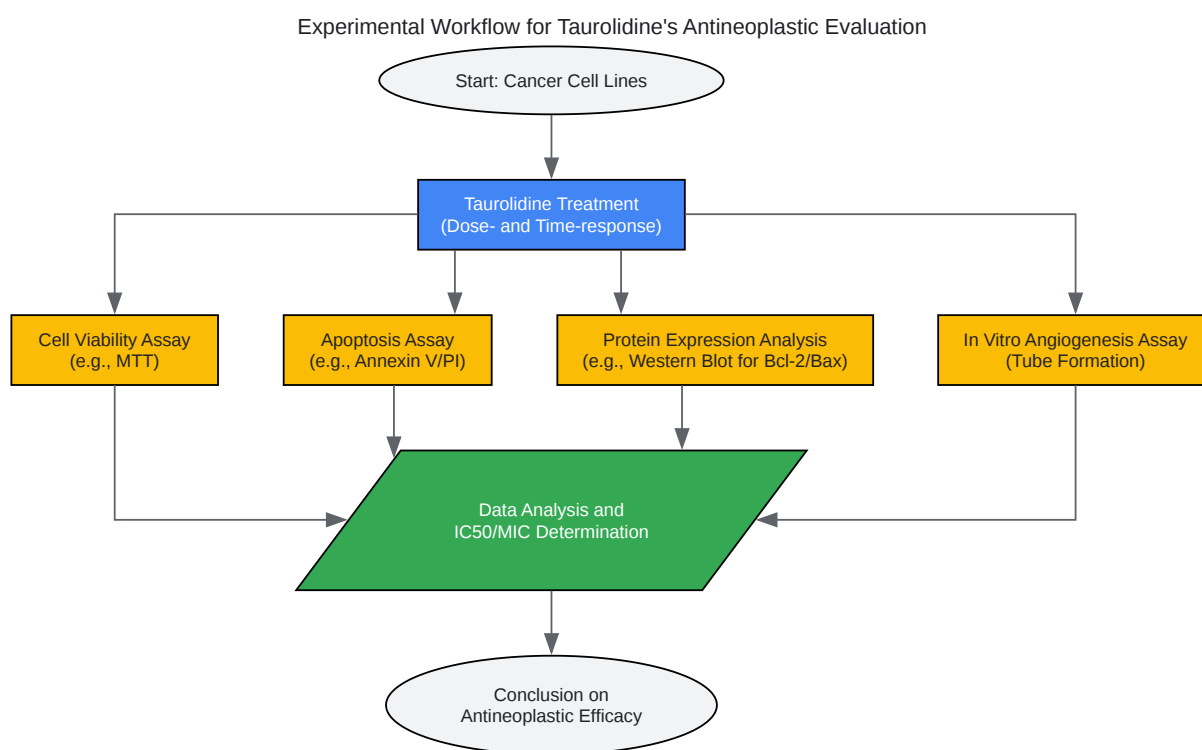 Experimental Workflow for Taurolidine's Antineoplastic Evaluation
Start: Cancer Cell Lines
Taurolidine Treatment
(Dose- and Time-response)
Cell Viability Assay
(e.g., MTT)
Apoptosis Assay
(e.g., Annexin V/PI)
Protein Expression Analysis
(e.g., Western Blot for Bcl-2/Bax)
In Vitro Angiogenesis Assay
(Tube Formation)
Data Analysis and
IC50/MIC Determination
Conclusion on
Antineoplastic Efficacy